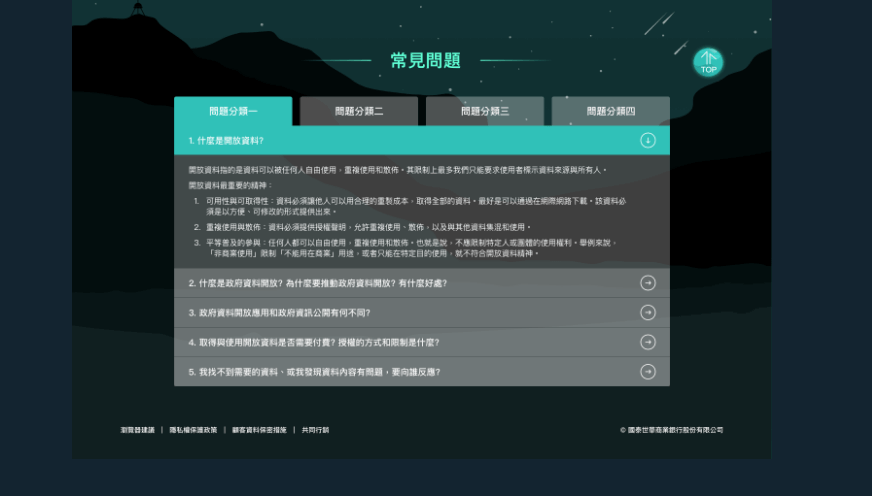 常見問題
TOP
問題分類一
問題分類二
問題分類三
問題分類四
1. 什麼是開放資料?
開放資料指的是資料可以被任何人自由使用、重複使用和散佈。其限制上最多我們只能要求使用者標示資料來源與所有人。
開放資料最重要的精神：
1. 可用性與可取得性：資料必須讓他人可以用合理的重製成本、取得全部的資料。最好是可以通過在網際網路下載。該資料必
須是以方便、可修改的形式提供出來。
2. 重複使用與散佈：資料必須提供授權聲明，允許重複使用、散佈，以及與其他資料集混和使用。
3. 平等普及的參與：任何人都可以自由使用、重複使用和散佈。也就是說，不應限制特定人或團體的使用權利。舉例來說，
「非商業使用」限制「不能用在商業」用途，或者只能在特定目的使用，就不符合開放資料精神。
2. 什麼是政府資料開放? 為什麼要推動政府資料開放? 有什麼好處?
3. 政府資料開放應用和政府資訊公開有何不同?
4. 取得與使用開放資料是否需要付費? 授權的方式和限制是什麼?
5. 我找不到需要的資料、或我發現資料內容有問題，要向誰反應?
瀏覽器建議 | 隱私權保護政策 | 顧客資料保密措施 | 共同行銷
© 國泰世華商業銀行股份有限公司